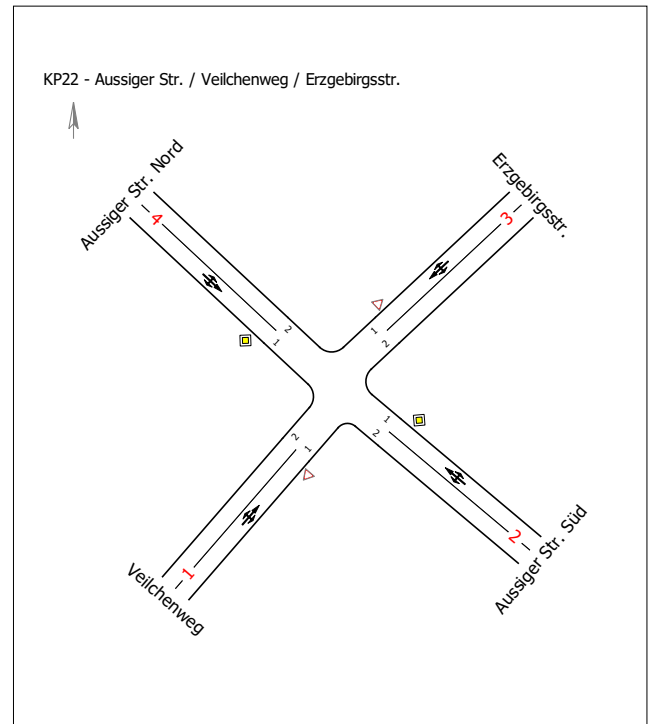 KP22 - Aussiger Str. / Veilchenweg / Erzgebirgsstr.
Aussiger Str. Nord
Erzgebirgsstr.
4
3
2
1
1
2
1
2
2
1
1
2
Veilchenweg
Aussiger Str. Süd